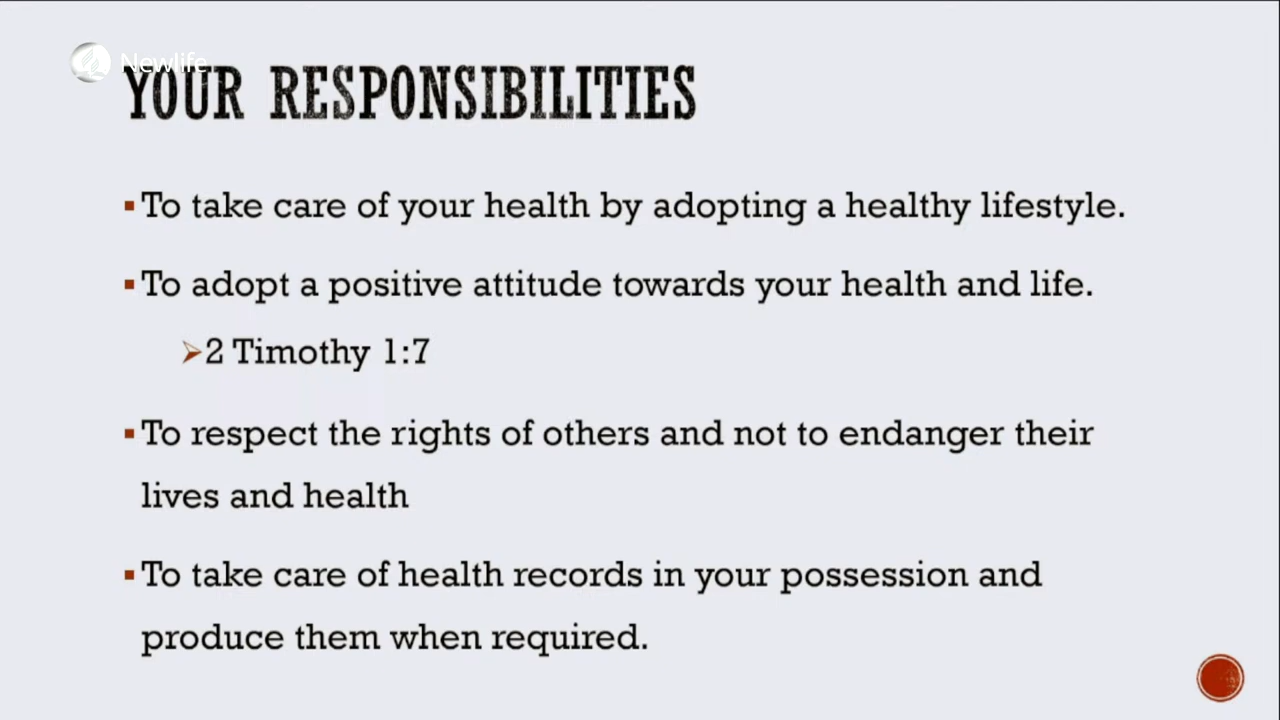 Newlife
YOUR RESPONSIBILITIES
▪To take care of your health by adopting a healthy lifestyle.
▪To adopt a positive attitude towards your health and life.
➢2 Timothy 1:7
▪To respect the rights of others and not to endanger their
lives and health
▪To take care of health records in your possession and
produce them when required.